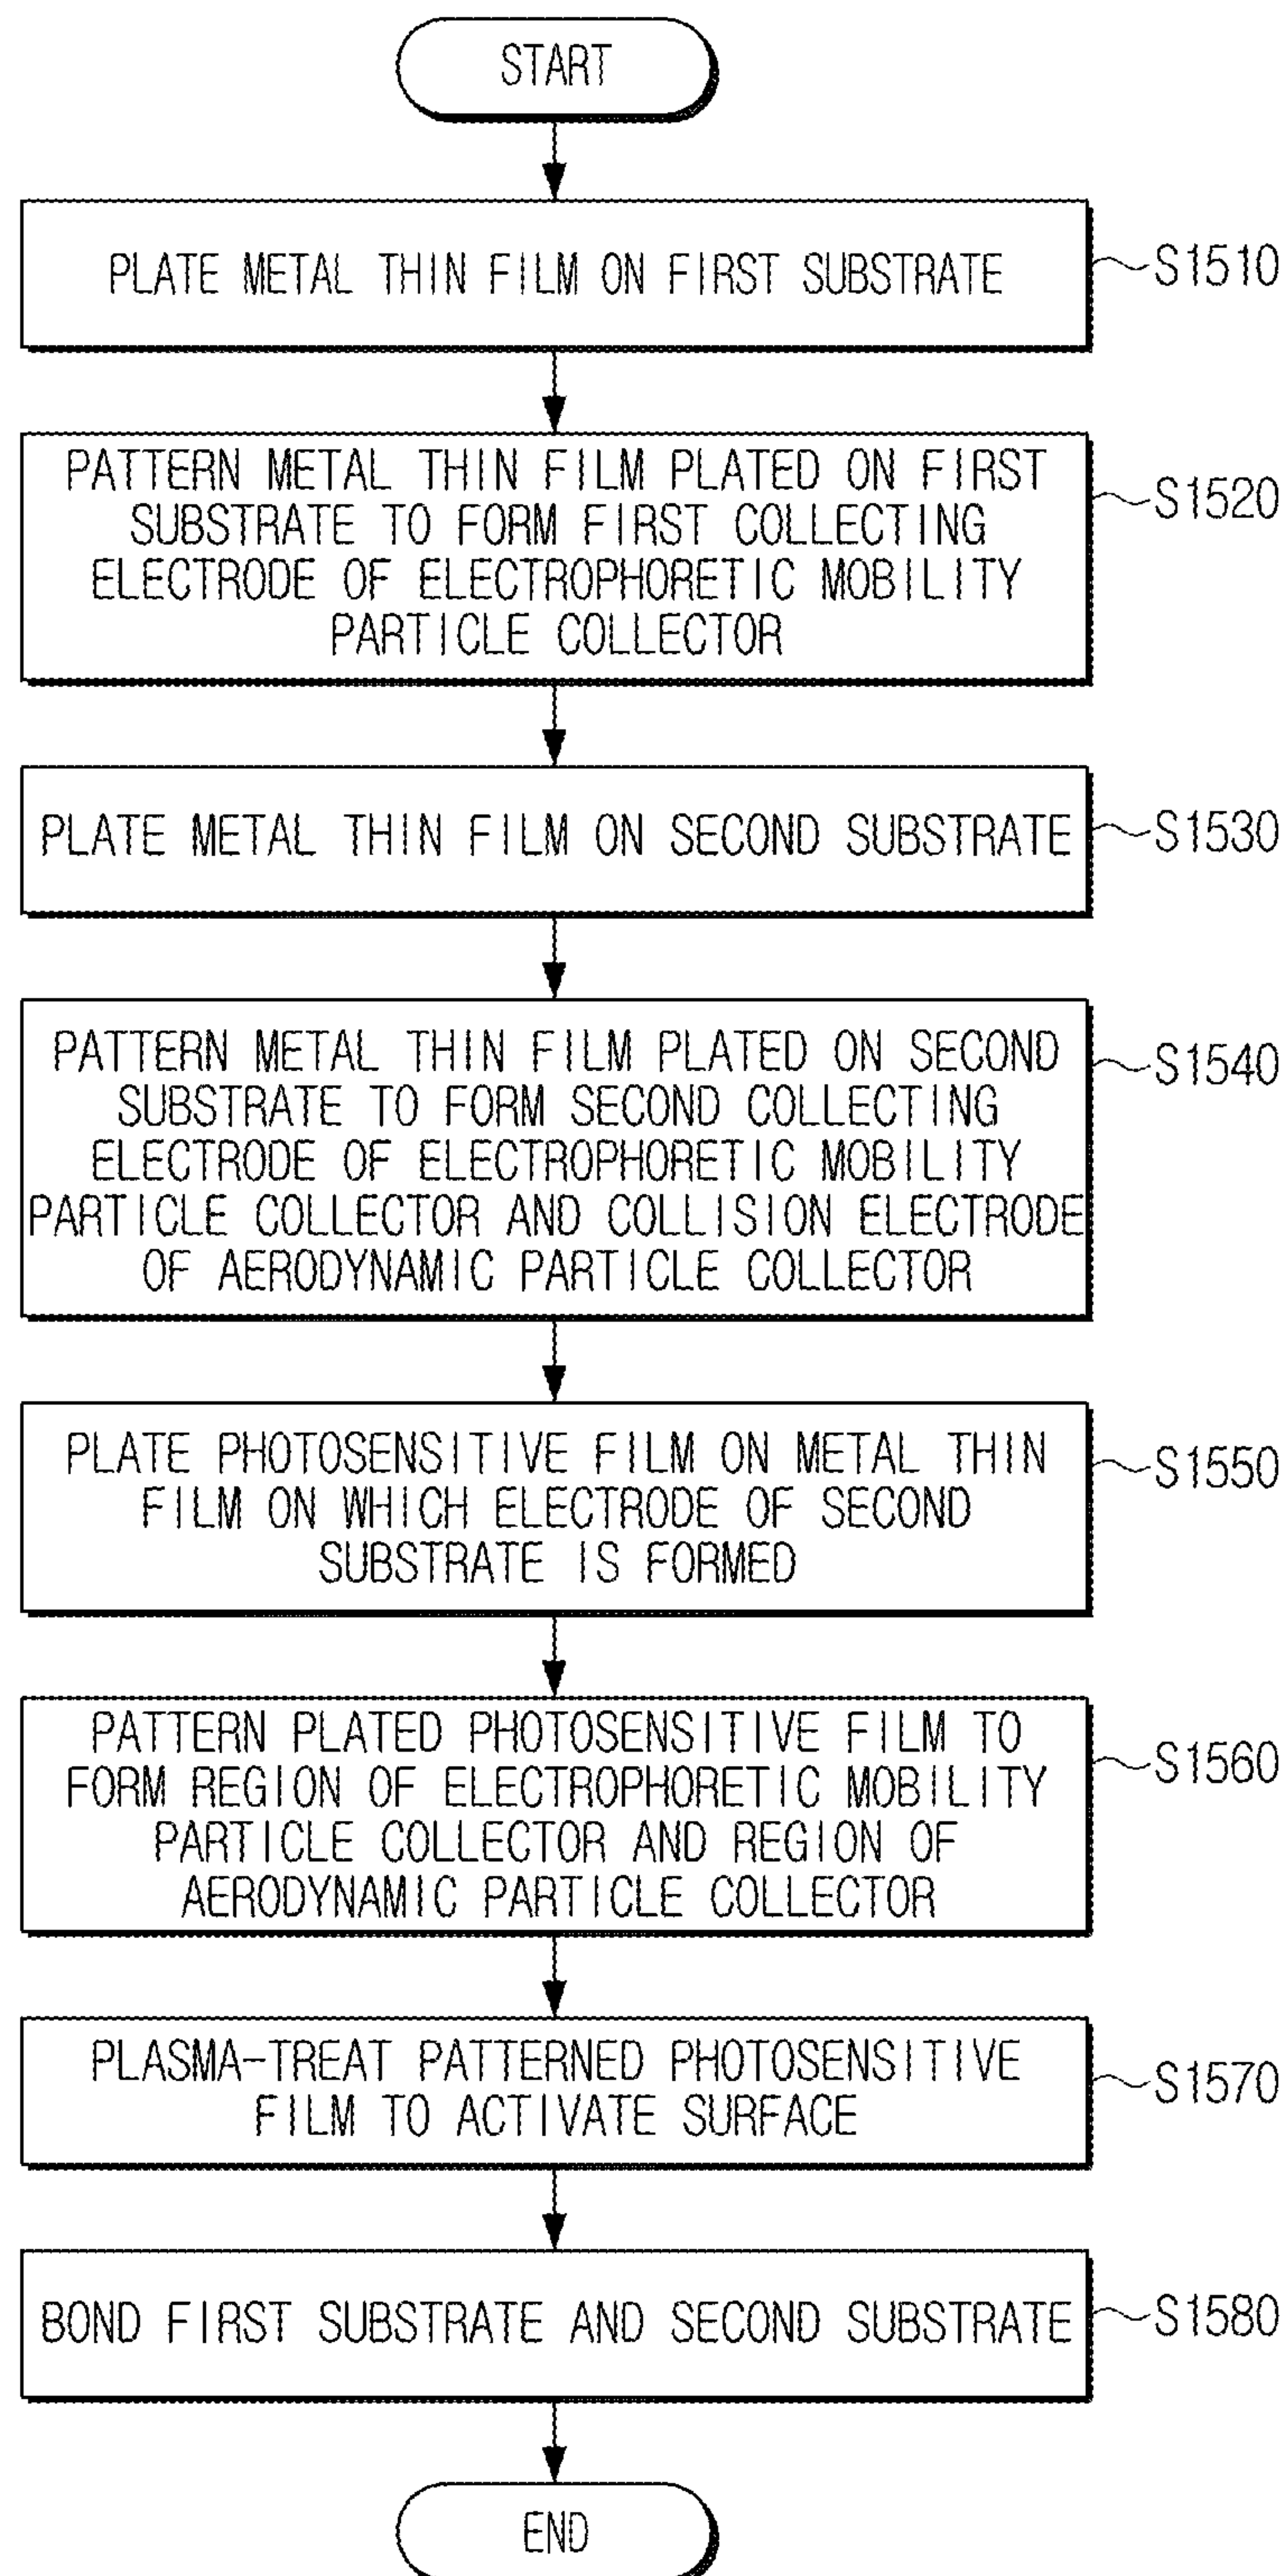 START
PLATE METAL THIN FILM ON FIRST SUBSTRATE
S1510
PATTERN METAL THIN FILM PLATED ON FIRST
SUBSTRATE TO FORM FIRST COLLECTING
ELECTRODE OF ELECTROPHORETIC MOBILITY
PARTICLE COLLECTOR
S1520
PLATE METAL THIN FILM ON SECOND SUBSTRATE
S1530
PATTERN METAL THIN FILM PLATED ON SECOND
SUBSTRATE TO FORM SECOND COLLECTING
ELECTRODE OF ELECTROPHORETIC MOBILITY
PARTICLE COLLECTOR AND COLLISION ELECTRODE
OF AERODYNAMIC PARTICLE COLLECTOR
S1540
PLATE PHOTOSENSITIVE FILM ON METAL THIN
FILM ON WHICH ELECTRODE OF SECOND
SUBSTRATE IS FORMED
S1550
PATTERN PLATED PHOTOSENSITIVE FILM TO
FORM REGION OF ELECTROPHORETIC MOBILITY
PARTICLE COLLECTOR AND REGION OF
AERODYNAMIC PARTICLE COLLECTOR
S1560
PLASMA-TREAT PATTERNED PHOTOSENSITIVE
FILM TO ACTIVATE SURFACE
S1570
BOND FIRST SUBSTRATE AND SECOND SUBSTRATE
S1580
END